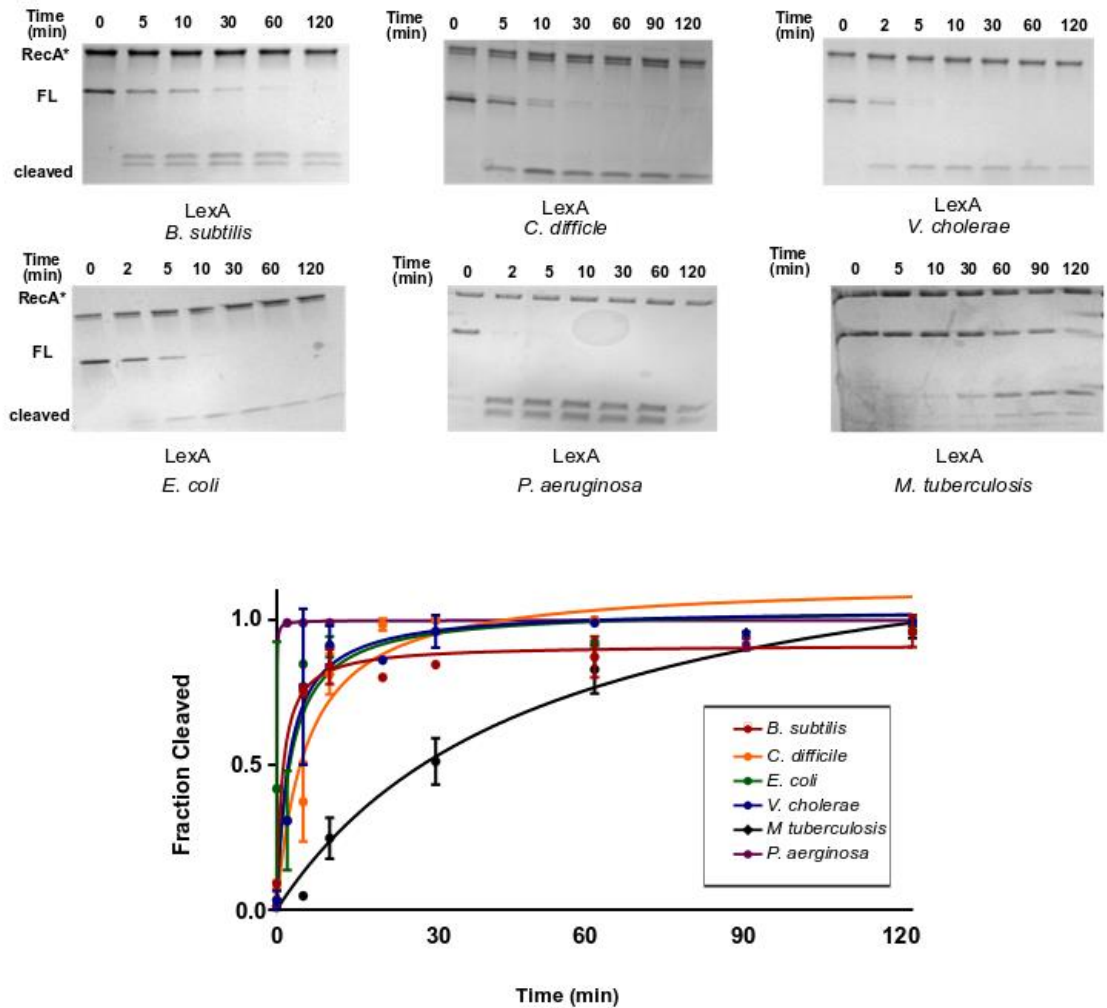 Time (min) 0 5 10 30 60 120
RecA*
FL
cleaved
LexA
B. subtilis
Time (min) 0 5 10 30 60 90 120
LexA
C. difficle
Time (min) 0 2 5 10 30 60 120
LexA
V. cholerae
Time (min) 0 2 5 10 30 60 120
RecA*
FL
cleaved
LexA
E. coli
Time (min) 0 2 5 10 30 60 120
LexA
P. aeruginosa
Time (min) 0 5 10 30 60 90 120
LexA
M. tuberculosis
Fraction Cleaved
1.0
0.5
0.0
B. subtilis
C. difficile
E. coli
V. cholerae
M tuberculosis
P. aerginosa
0 30 60 90 120
Time (min)